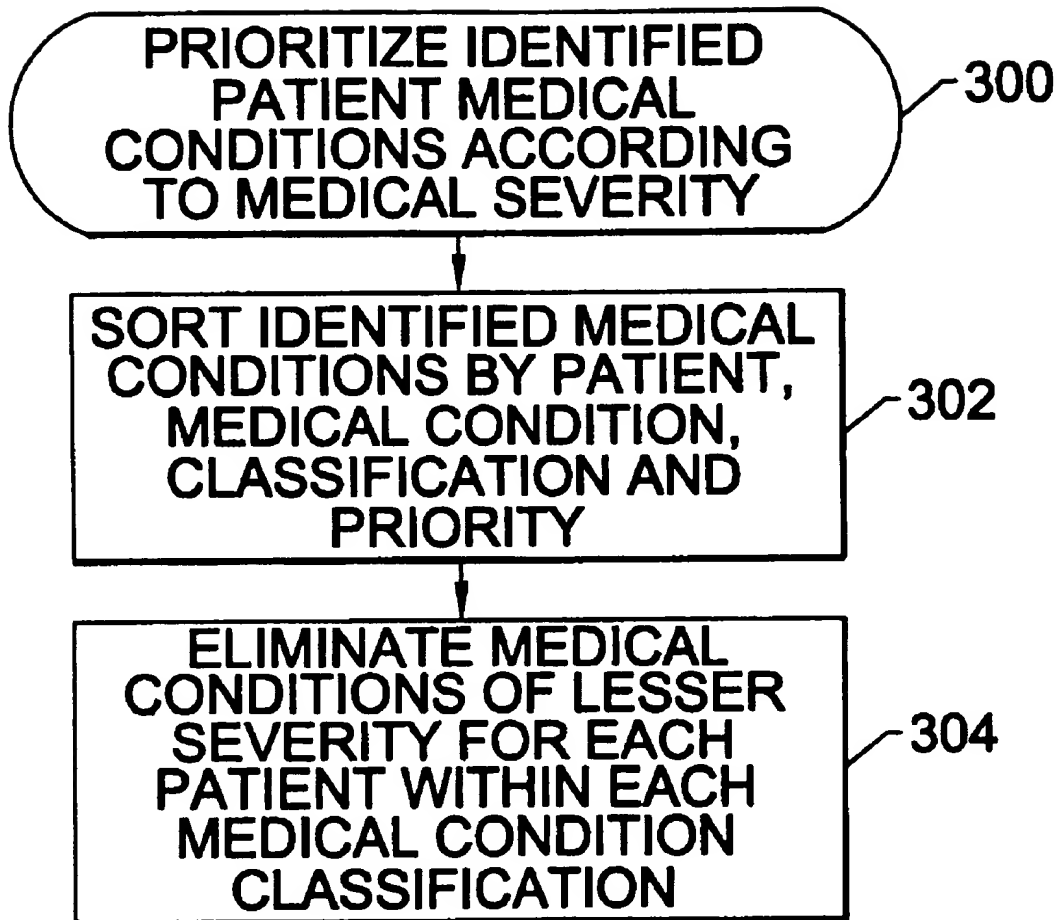 PRIORITIZE IDENTIFIED
PATIENT MEDICAL
CONDITIONS ACCORDING
TO MEDICAL SEVERITY
300
SORT IDENTIFIED MEDICAL
CONDITIONS BY PATIENT,
MEDICAL CONDITION,
CLASSIFICATION AND
PRIORITY
302
ELIMINATE MEDICAL
CONDITIONS OF LESSER
SEVERITY FOR EACH
PATIENT WITHIN EACH
MEDICAL CONDITION
CLASSIFICATION
304